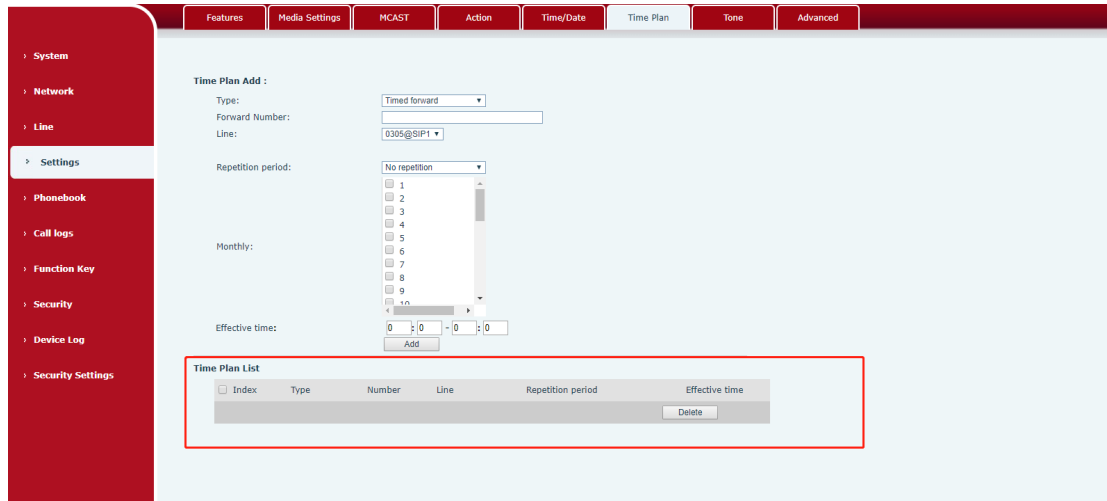 Features Media Settings MCAST Action Time/Date Time Plan Tone Advanced
› System
› Network
› Line
› Settings
› Phonebook
› Call logs
› Function Key
› Security
› Device Log
› Security Settings
Time Plan Add :
Type: Timed forward
Forward Number:
Line: 0305@SIP1
Repetition period: No repetition
Monthly:
1
2
3
4
5
6
7
8
9
10
Effective time: 0 : 0 - 0 : 0
Add
Time Plan List
Index Type Number Line Repetition period Effective time
Delete